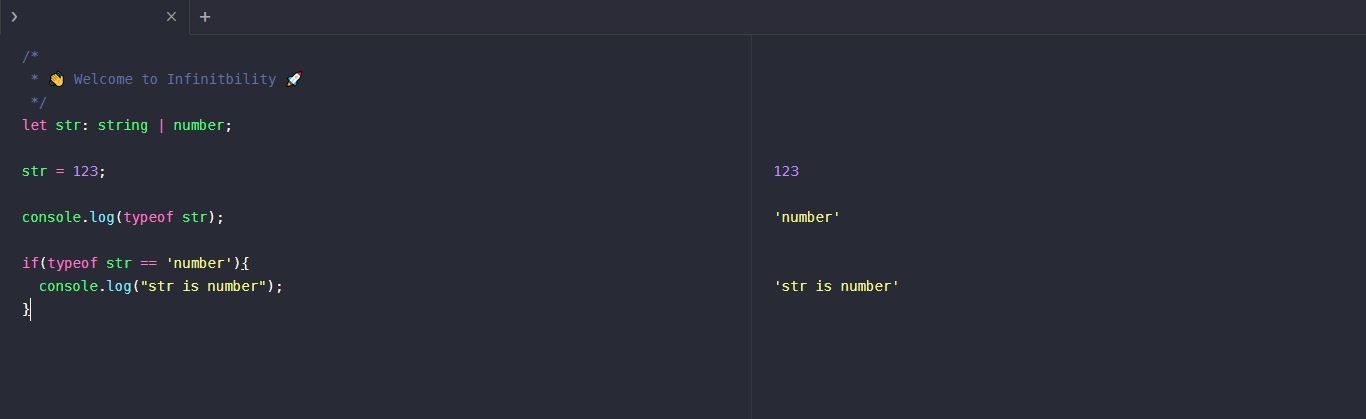 /*
 * 👋 Welcome to Infinitbility 🚀
 */
let str: string | number;
str = 123;
123
console.log(typeof str);
'number'
if(typeof str == 'number'){
  console.log("str is number");
'str is number'
}